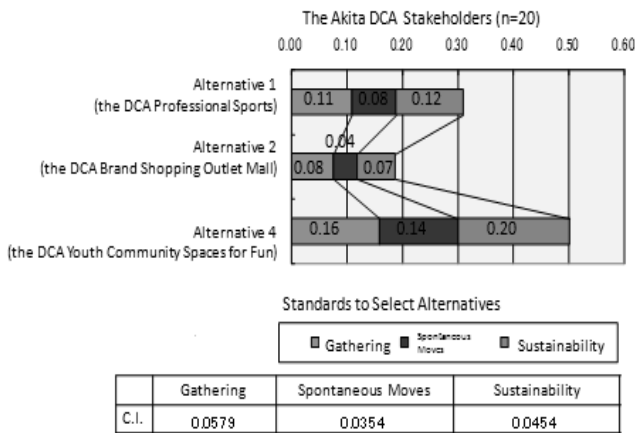 The Akita DCA Stakeholders (n=20)
0.00 0.10 0.20 0.30 0.40 0.50 0.60
Alternative 1
(the DCA Professional Sports)
0.11 0.08 0.12
Alternative 2
(the DCA Brand Shopping Outlet Mall)
0.04
0.08 0.07
Alternative 4
(the DCA Youth Community Spaces for Fun)
0.16 0.14 0.20
Standards to Select Alternatives
Gathering Spontaneous Moves Sustainability
Gathering Spontaneous Moves Sustainability
C.I. 0.0579 0.0354 0.0454